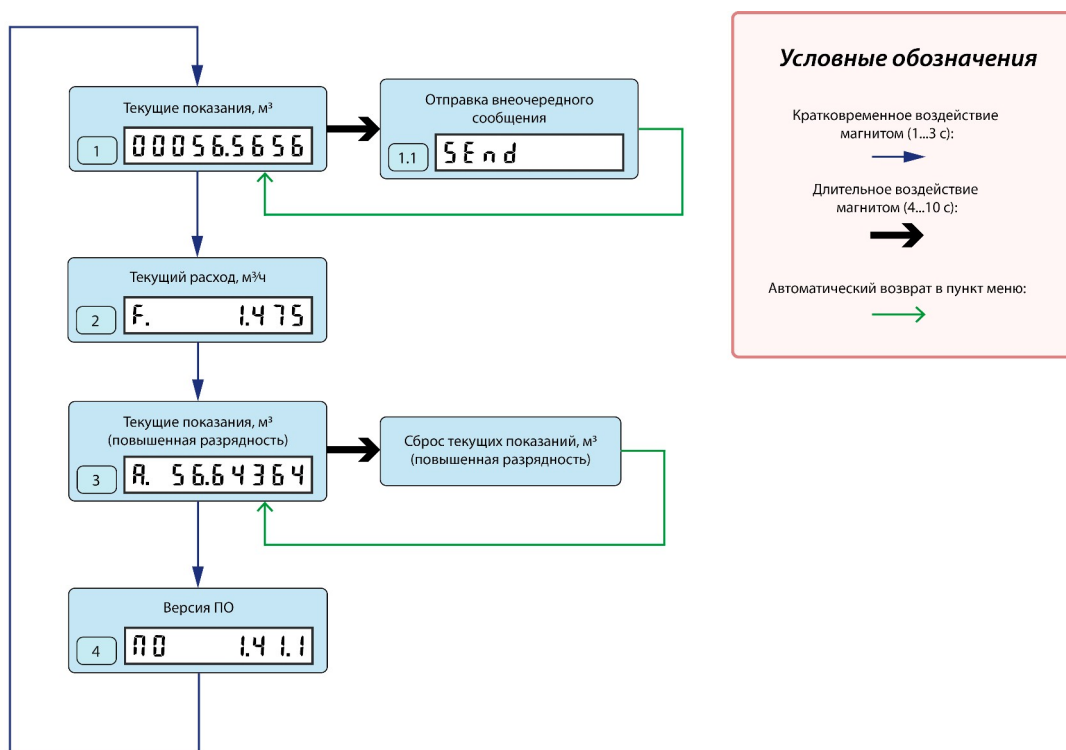 Условные обозначения
Кратковременное воздействие
магнитом (1...3 с):
Длительное воздействие
магнитом (4...10 с):
Автоматический возврат в пункт меню:
Текущие показания, м³
1
00056.5656
Отправка внеочередного
сообщения
1.1
SEnd
Текущий расход, м³⁄ч
2
F. 1.475
Текущие показания, м³
(повышенная разрядность)
3
A. 56.64364
Сброс текущих показаний, м³
(повышенная разрядность)
Версия ПО
4
ПО 1.41.1